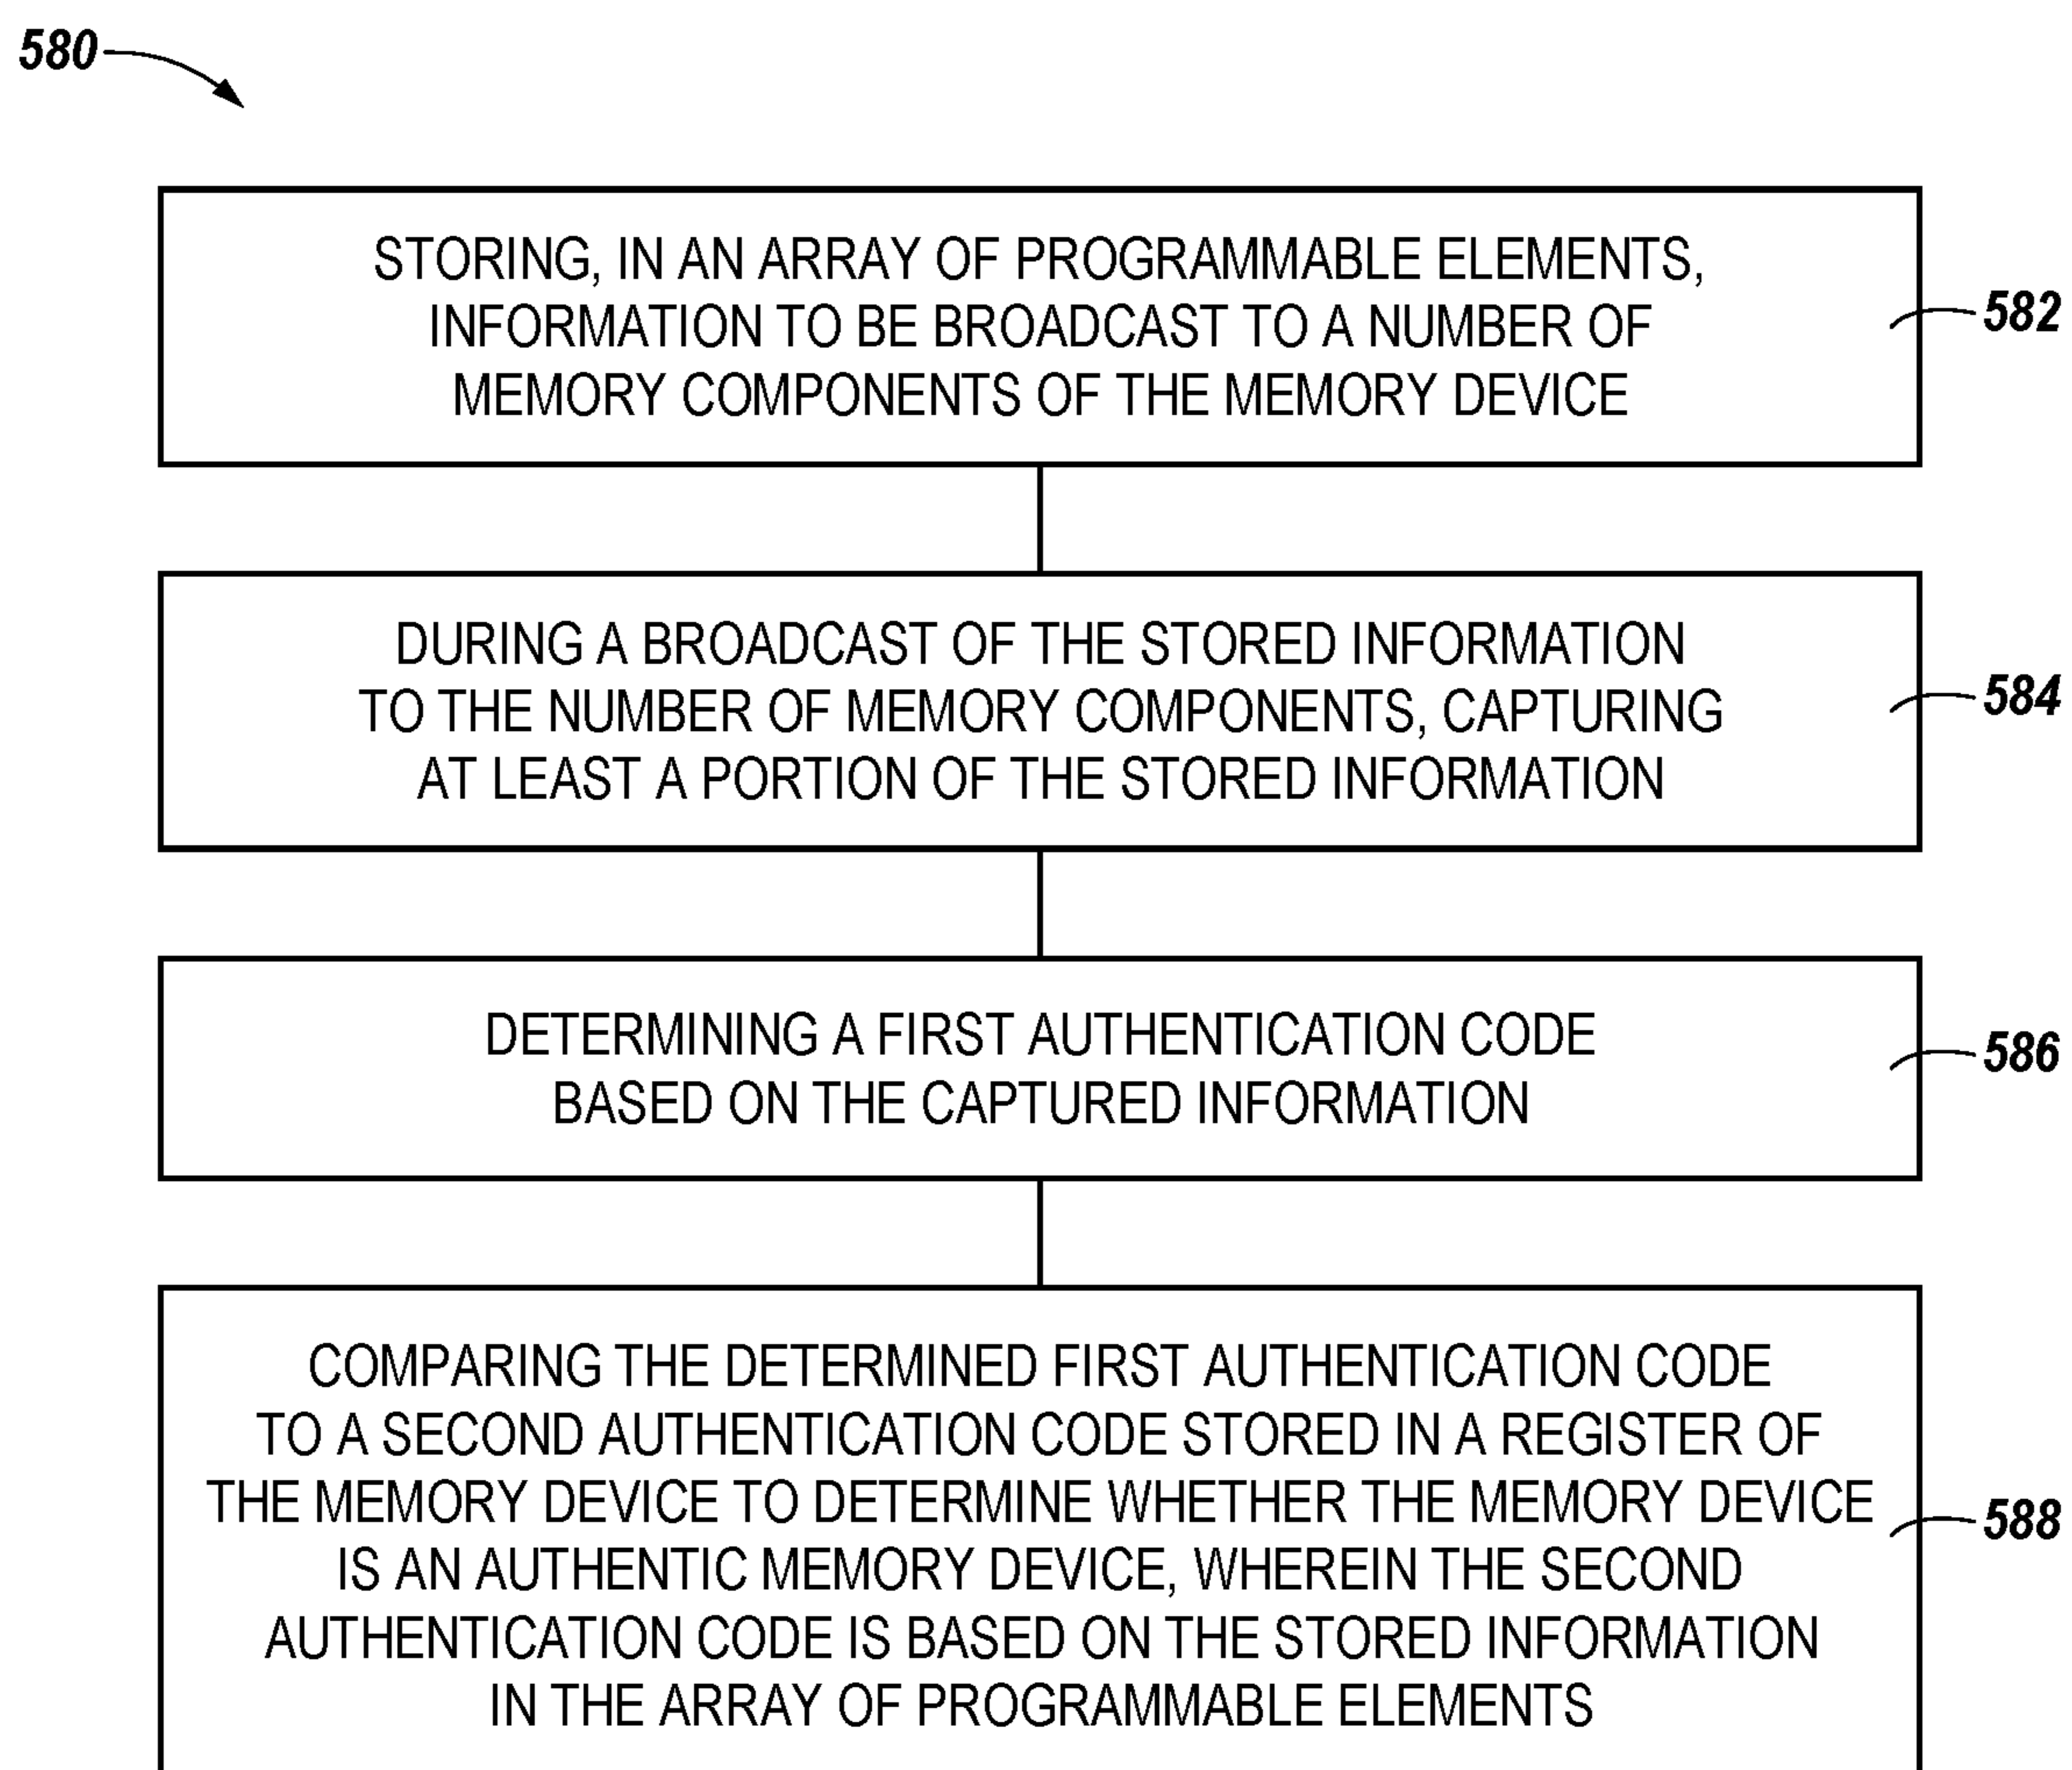 580
STORING, IN AN ARRAY OF PROGRAMMABLE ELEMENTS,
INFORMATION TO BE BROADCAST TO A NUMBER OF
MEMORY COMPONENTS OF THE MEMORY DEVICE
582
DURING A BROADCAST OF THE STORED INFORMATION
TO THE NUMBER OF MEMORY COMPONENTS, CAPTURING
AT LEAST A PORTION OF THE STORED INFORMATION
584
DETERMINING A FIRST AUTHENTICATION CODE
BASED ON THE CAPTURED INFORMATION
586
COMPARING THE DETERMINED FIRST AUTHENTICATION CODE
TO A SECOND AUTHENTICATION CODE STORED IN A REGISTER OF
THE MEMORY DEVICE TO DETERMINE WHETHER THE MEMORY DEVICE
IS AN AUTHENTIC MEMORY DEVICE, WHEREIN THE SECOND
AUTHENTICATION CODE IS BASED ON THE STORED INFORMATION
IN THE ARRAY OF PROGRAMMABLE ELEMENTS
588